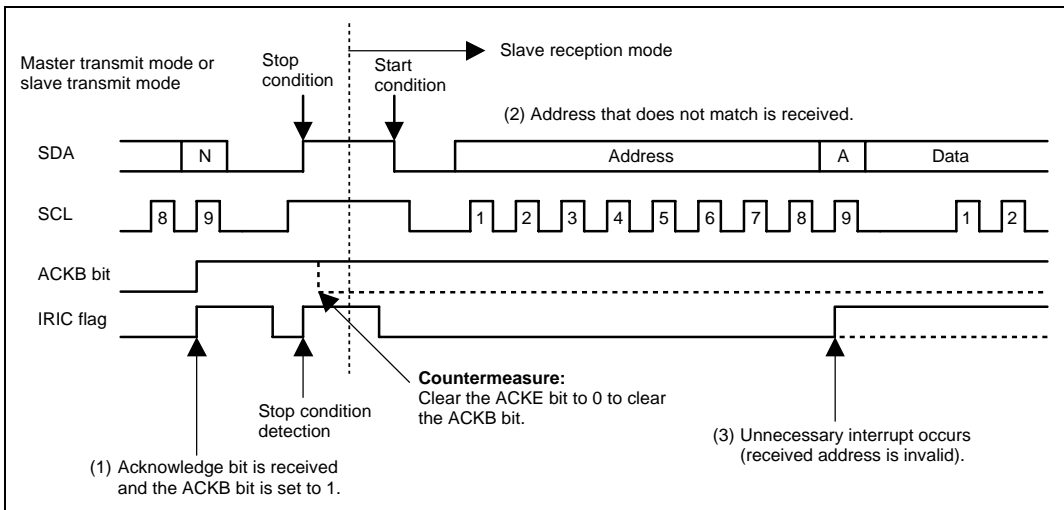 Master transmit mode or
slave transmit mode
Stop
condition
Start
condition
Slave reception mode
(2) Address that does not match is received.
SDA
N
Address
A
Data
SCL
8
9
1
2
3
4
5
6
7
8
9
1
2
ACKB bit
IRIC flag
Stop condition
detection
Countermeasure:
Clear the ACKE bit to 0 to clear
the ACKB bit.
(1) Acknowledge bit is received
and the ACKB bit is set to 1.
(3) Unnecessary interrupt occurs
(received address is invalid).